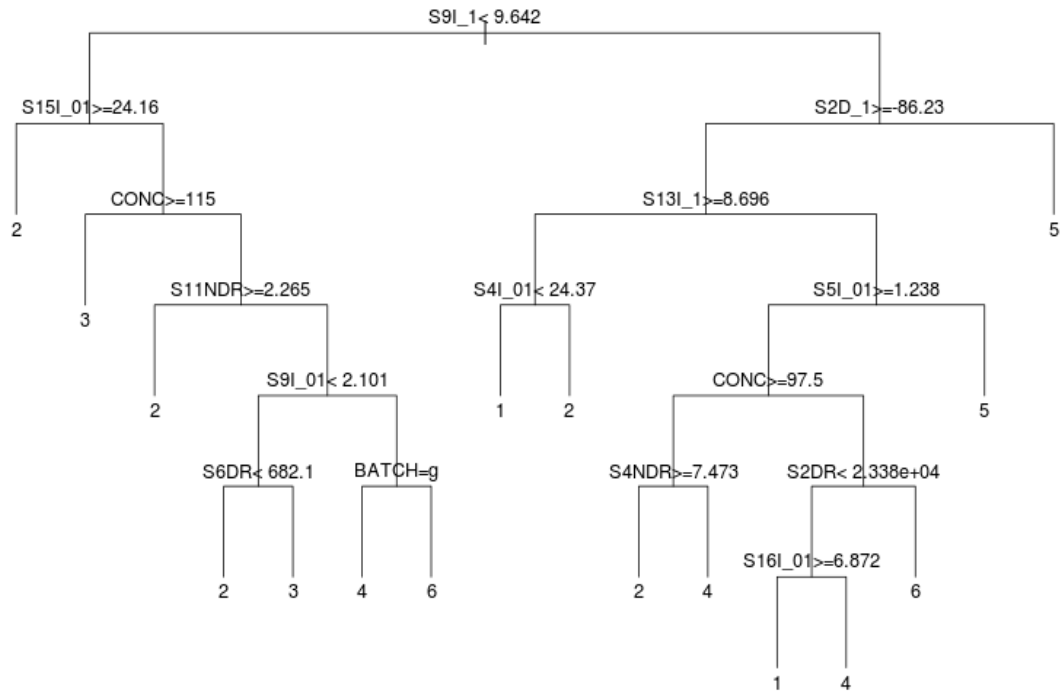 S9I_1< 9.642
S15I_01>=24.16
S2D_1>=-86.23
CONC>=115
S13I_1>=8.696
2
5
S11NDR>=2.265
S4I_01< 24.37
S5I_01>=1.238
3
S9I_01< 2.101
CONC>=97.5
2
1
2
5
S6DR< 682.1
BATCH=g
S4NDR>=7.473
S2DR< 2.338e+04
S16I_01>=6.872
2
3
4
6
2
4
6
1
4